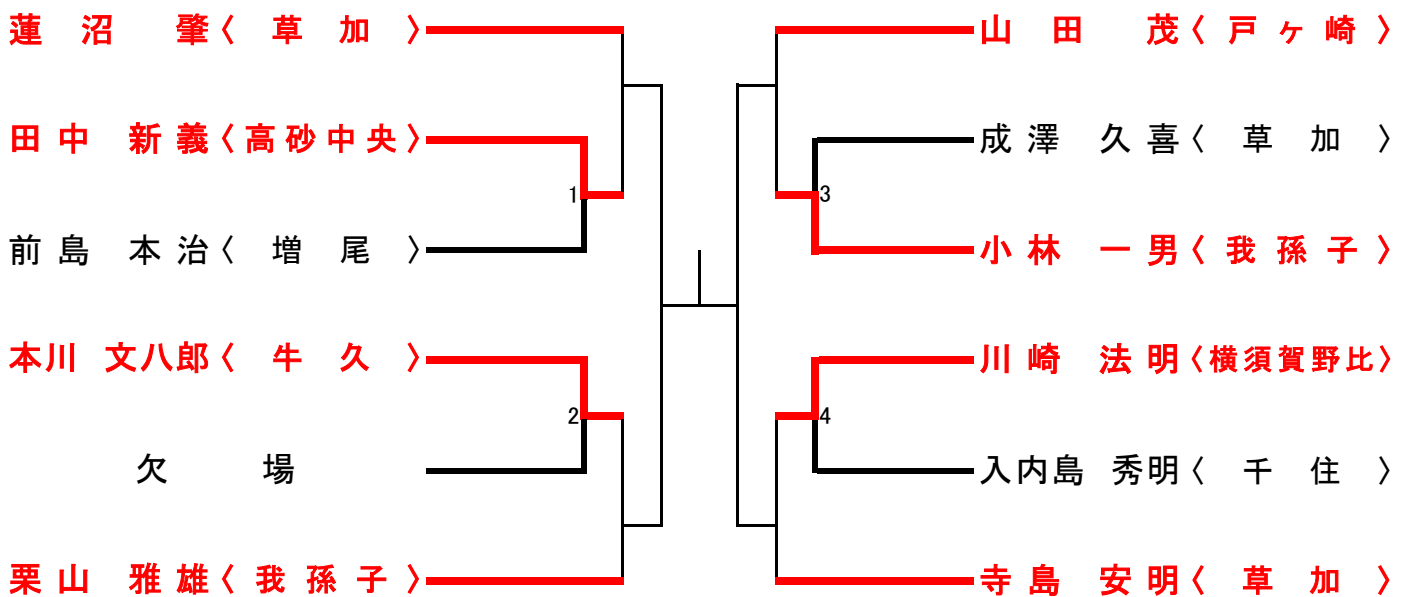 蓮沼 肇〈 草 加 〉
田中 新義〈高砂中央〉
1
前島 本治〈 増 尾 〉
本川 文八郎〈 牛 久 〉
2
欠 場
栗山 雅雄〈 我 孫 子 〉
山田 茂〈 戸 ヶ 崎 〉
成澤 久喜〈 草 加 〉
3
小林 一男〈 我 孫 子 〉
川崎 法明〈横須賀野比〉
4
入内島 秀明〈 千 住 〉
寺島 安明〈 草 加 〉